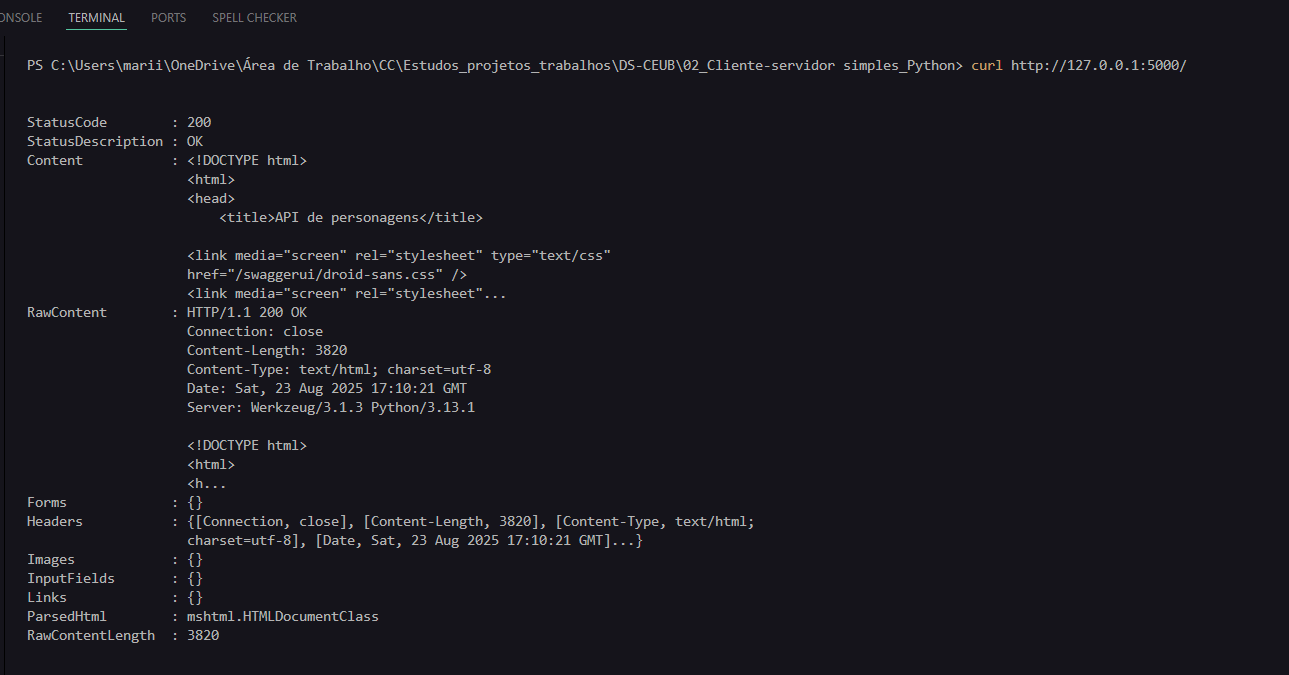 ONSOLE TERMINAL PORTS SPELL CHECKER
PS C:\Users\marii\OneDrive\Área de Trabalho\CC\Estudos_projetos_trabalhos\DS-CEUB\02_Cliente-servidor simples_Python> curl http://127.0.0.1:5000/
StatusCode : 200
StatusDescription : OK
Content : <!DOCTYPE html>
<html>
<head>
<title>API de personagens</title>
<link media="screen" rel="stylesheet" type="text/css"
href="/swaggerui/droid-sans.css" />
<link media="screen" rel="stylesheet"...
RawContent : HTTP/1.1 200 OK
Connection: close
Content-Length: 3820
Content-Type: text/html; charset=utf-8
Date: Sat, 23 Aug 2025 17:10:21 GMT
Server: Werkzeug/3.1.3 Python/3.13.1
<!DOCTYPE html>
<html>
<h...
Forms : {}
Headers : {[Connection, close], [Content-Length, 3820], [Content-Type, text/html;
charset=utf-8], [Date, Sat, 23 Aug 2025 17:10:21 GMT]...}
Images : {}
InputFields : {}
Links : {}
ParsedHtml : mshtml.HTMLDocumentClass
RawContentLength : 3820